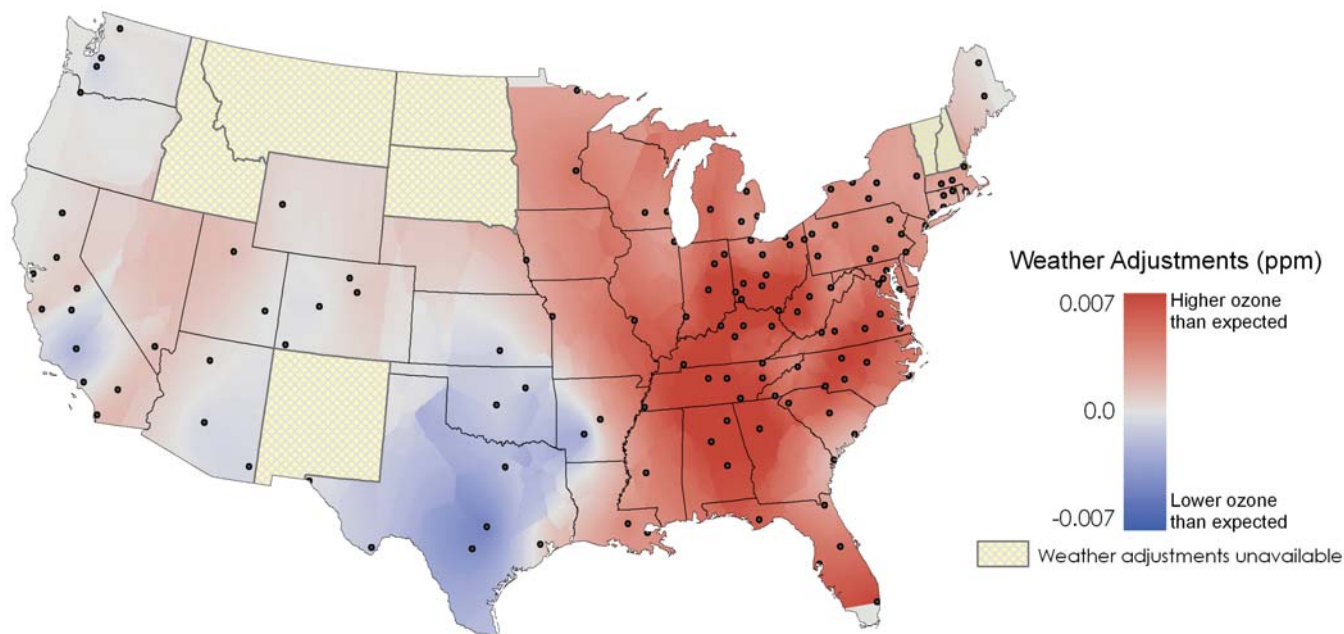 Weather Adjustments (ppm)
0.007
Higher ozone
than expected
0.0
Lower ozone
-0.007
than expected
Weather adjustments unavailable